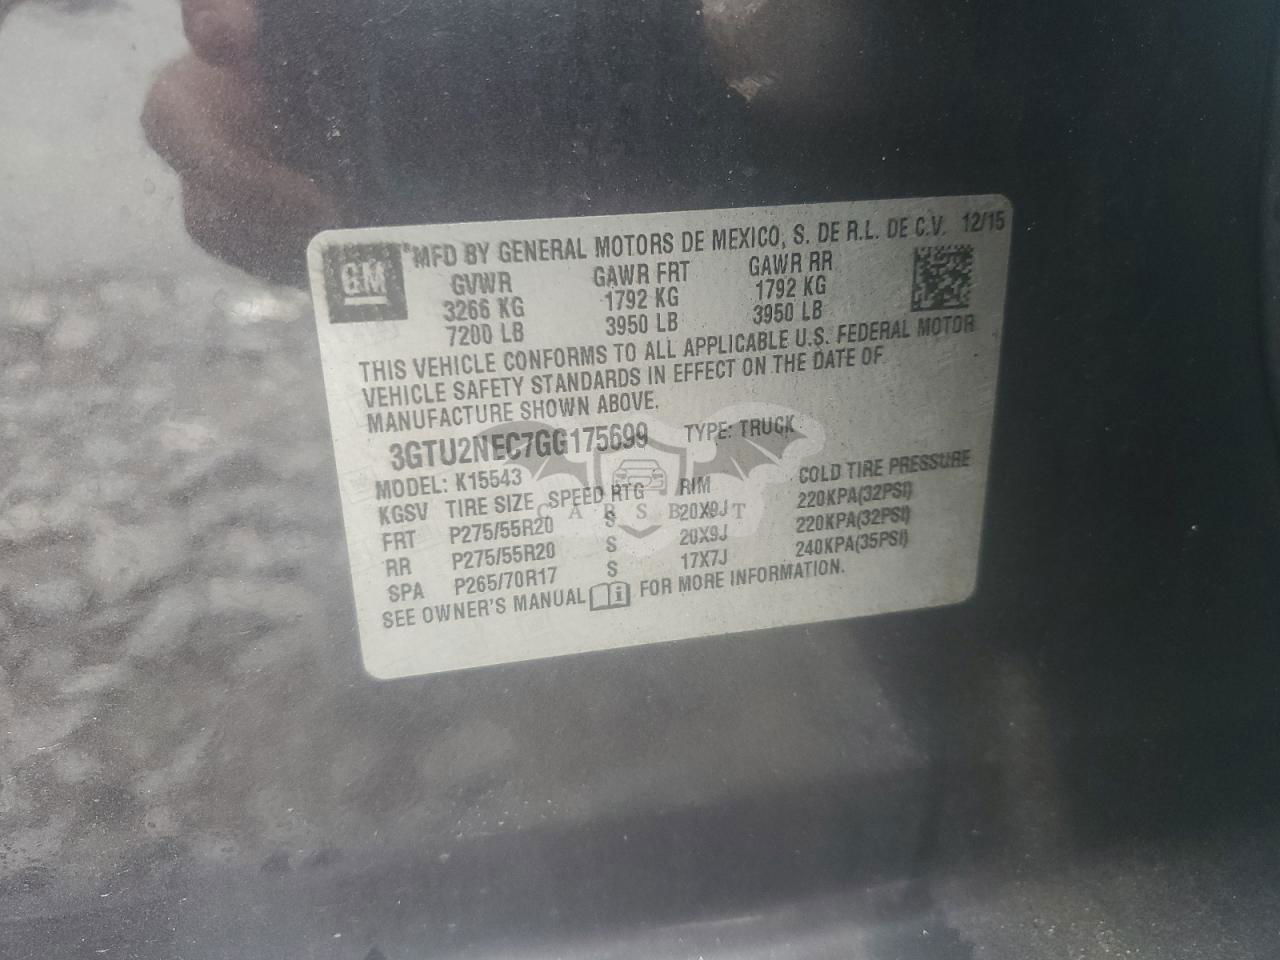 GM
MFD BY GENERAL MOTORS DE MEXICO, S. DE R.L. DE C.V. 12/15
GVWR GAWR FRT GAWR RR
3266 KG 1792 KG 1792 KG
7200 LB 3950 LB 3950 LB
THIS VEHICLE CONFORMS TO ALL APPLICABLE U.S. FEDERAL MOTOR
VEHICLE SAFETY STANDARDS IN EFFECT ON THE DATE OF
MANUFACTURE SHOWN ABOVE.
3GTU2NEC7GG175699 TYPE: TRUCK
MODEL: K15543
KGSV TIRE SIZE SPEED RTG RIM COLD TIRE PRESSURE
FRT P275/55R20 S 20X9J 220KPA(32PSI)
RR P275/55R20 S 20X9J 220KPA(32PSI)
SPA P265/70R17 S 17X7J 240KPA(35PSI)
SEE OWNER'S MANUAL i FOR MORE INFORMATION.
CARSBIT